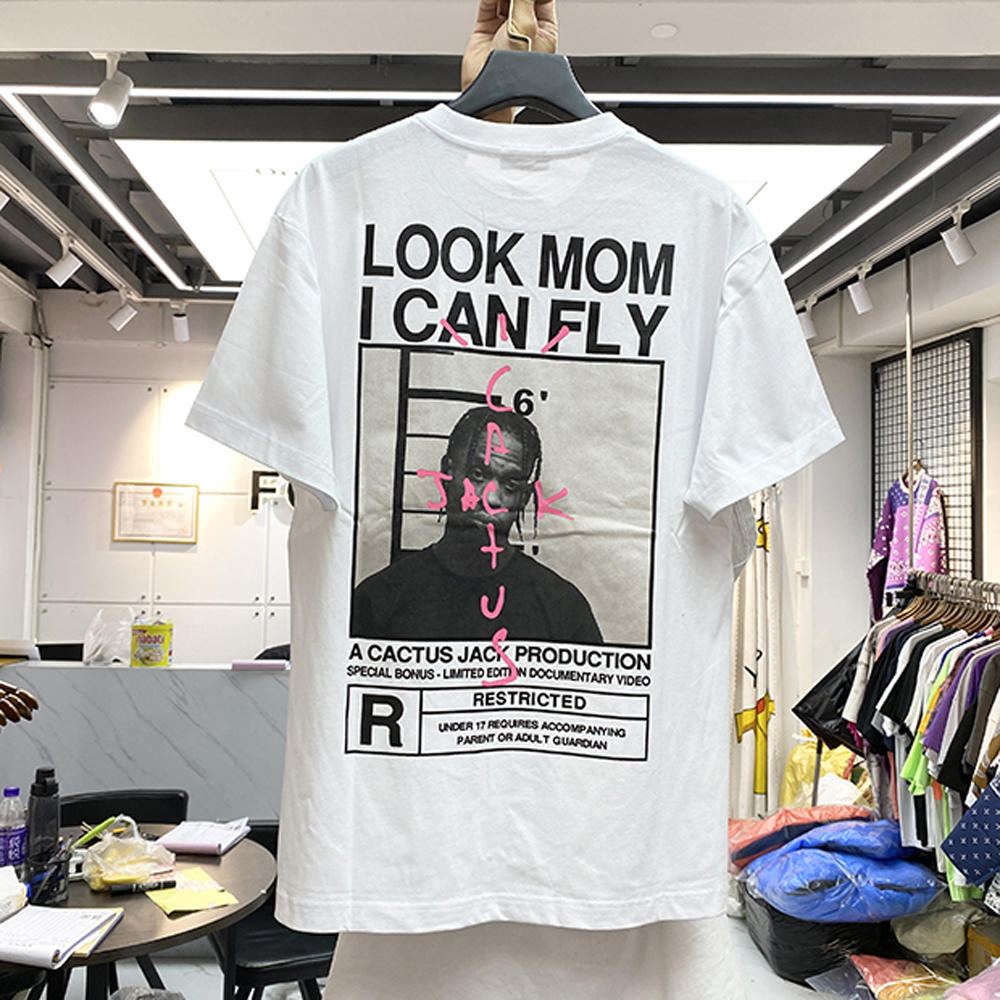 LOOK MOM
I CAN FLY
6'
CACTUS
JACK
A CACTUS JACK PRODUCTION
SPECIAL BONUS - LIMITED EDITION DOCUMENTARY VIDEO
R
RESTRICTED
UNDER 17 REQUIRES ACCOMPANYING
PARENT OR ADULT GUARDIAN
nabati